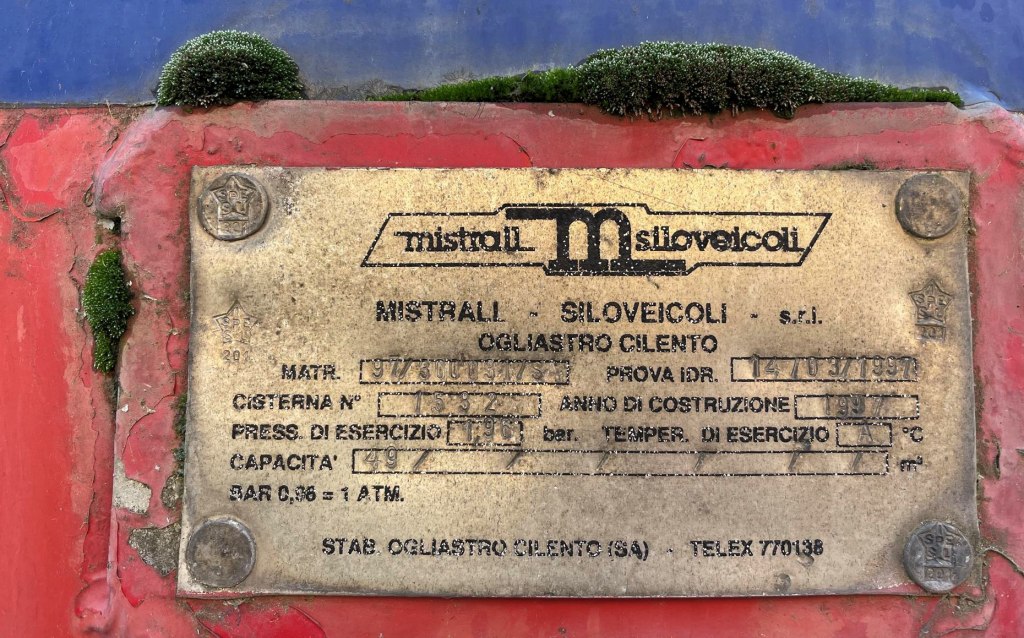 mistrall M siloveicoli
MISTRALL - SILOVEICOLI - s.r.l.
OGLIASTRO CILENTO
MATR. PROVA IDR. 14/03/1997
CISTERNA N° ANNO DI COSTRUZIONE 1997
PRESS. DI ESERCIZIO 1,96 bar. TEMPER. DI ESERCIZIO A °C
CAPACITA' 49 / / / / / / m³
BAR 0,98 = 1 ATM.
STAB. OGLIASTRO CILENTO (SA) - TELEX 770138